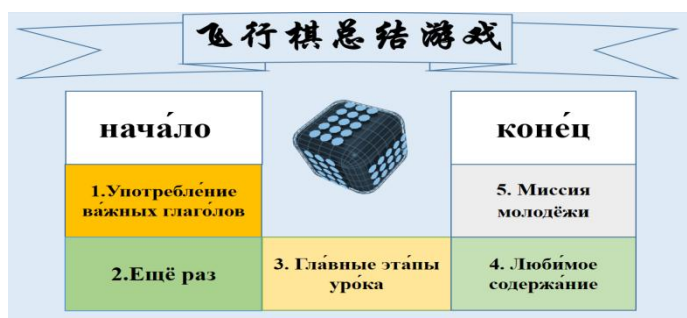 飞行棋总结游戏
нача́ло
коне́ц
1.Употребле́ние
ва́жных глаго́лов
5. Миссия
молодёжи
2.Ещё раз
3. Гла́вные эта́пы
уро́ка
4. Люби́мое
содержа́ние